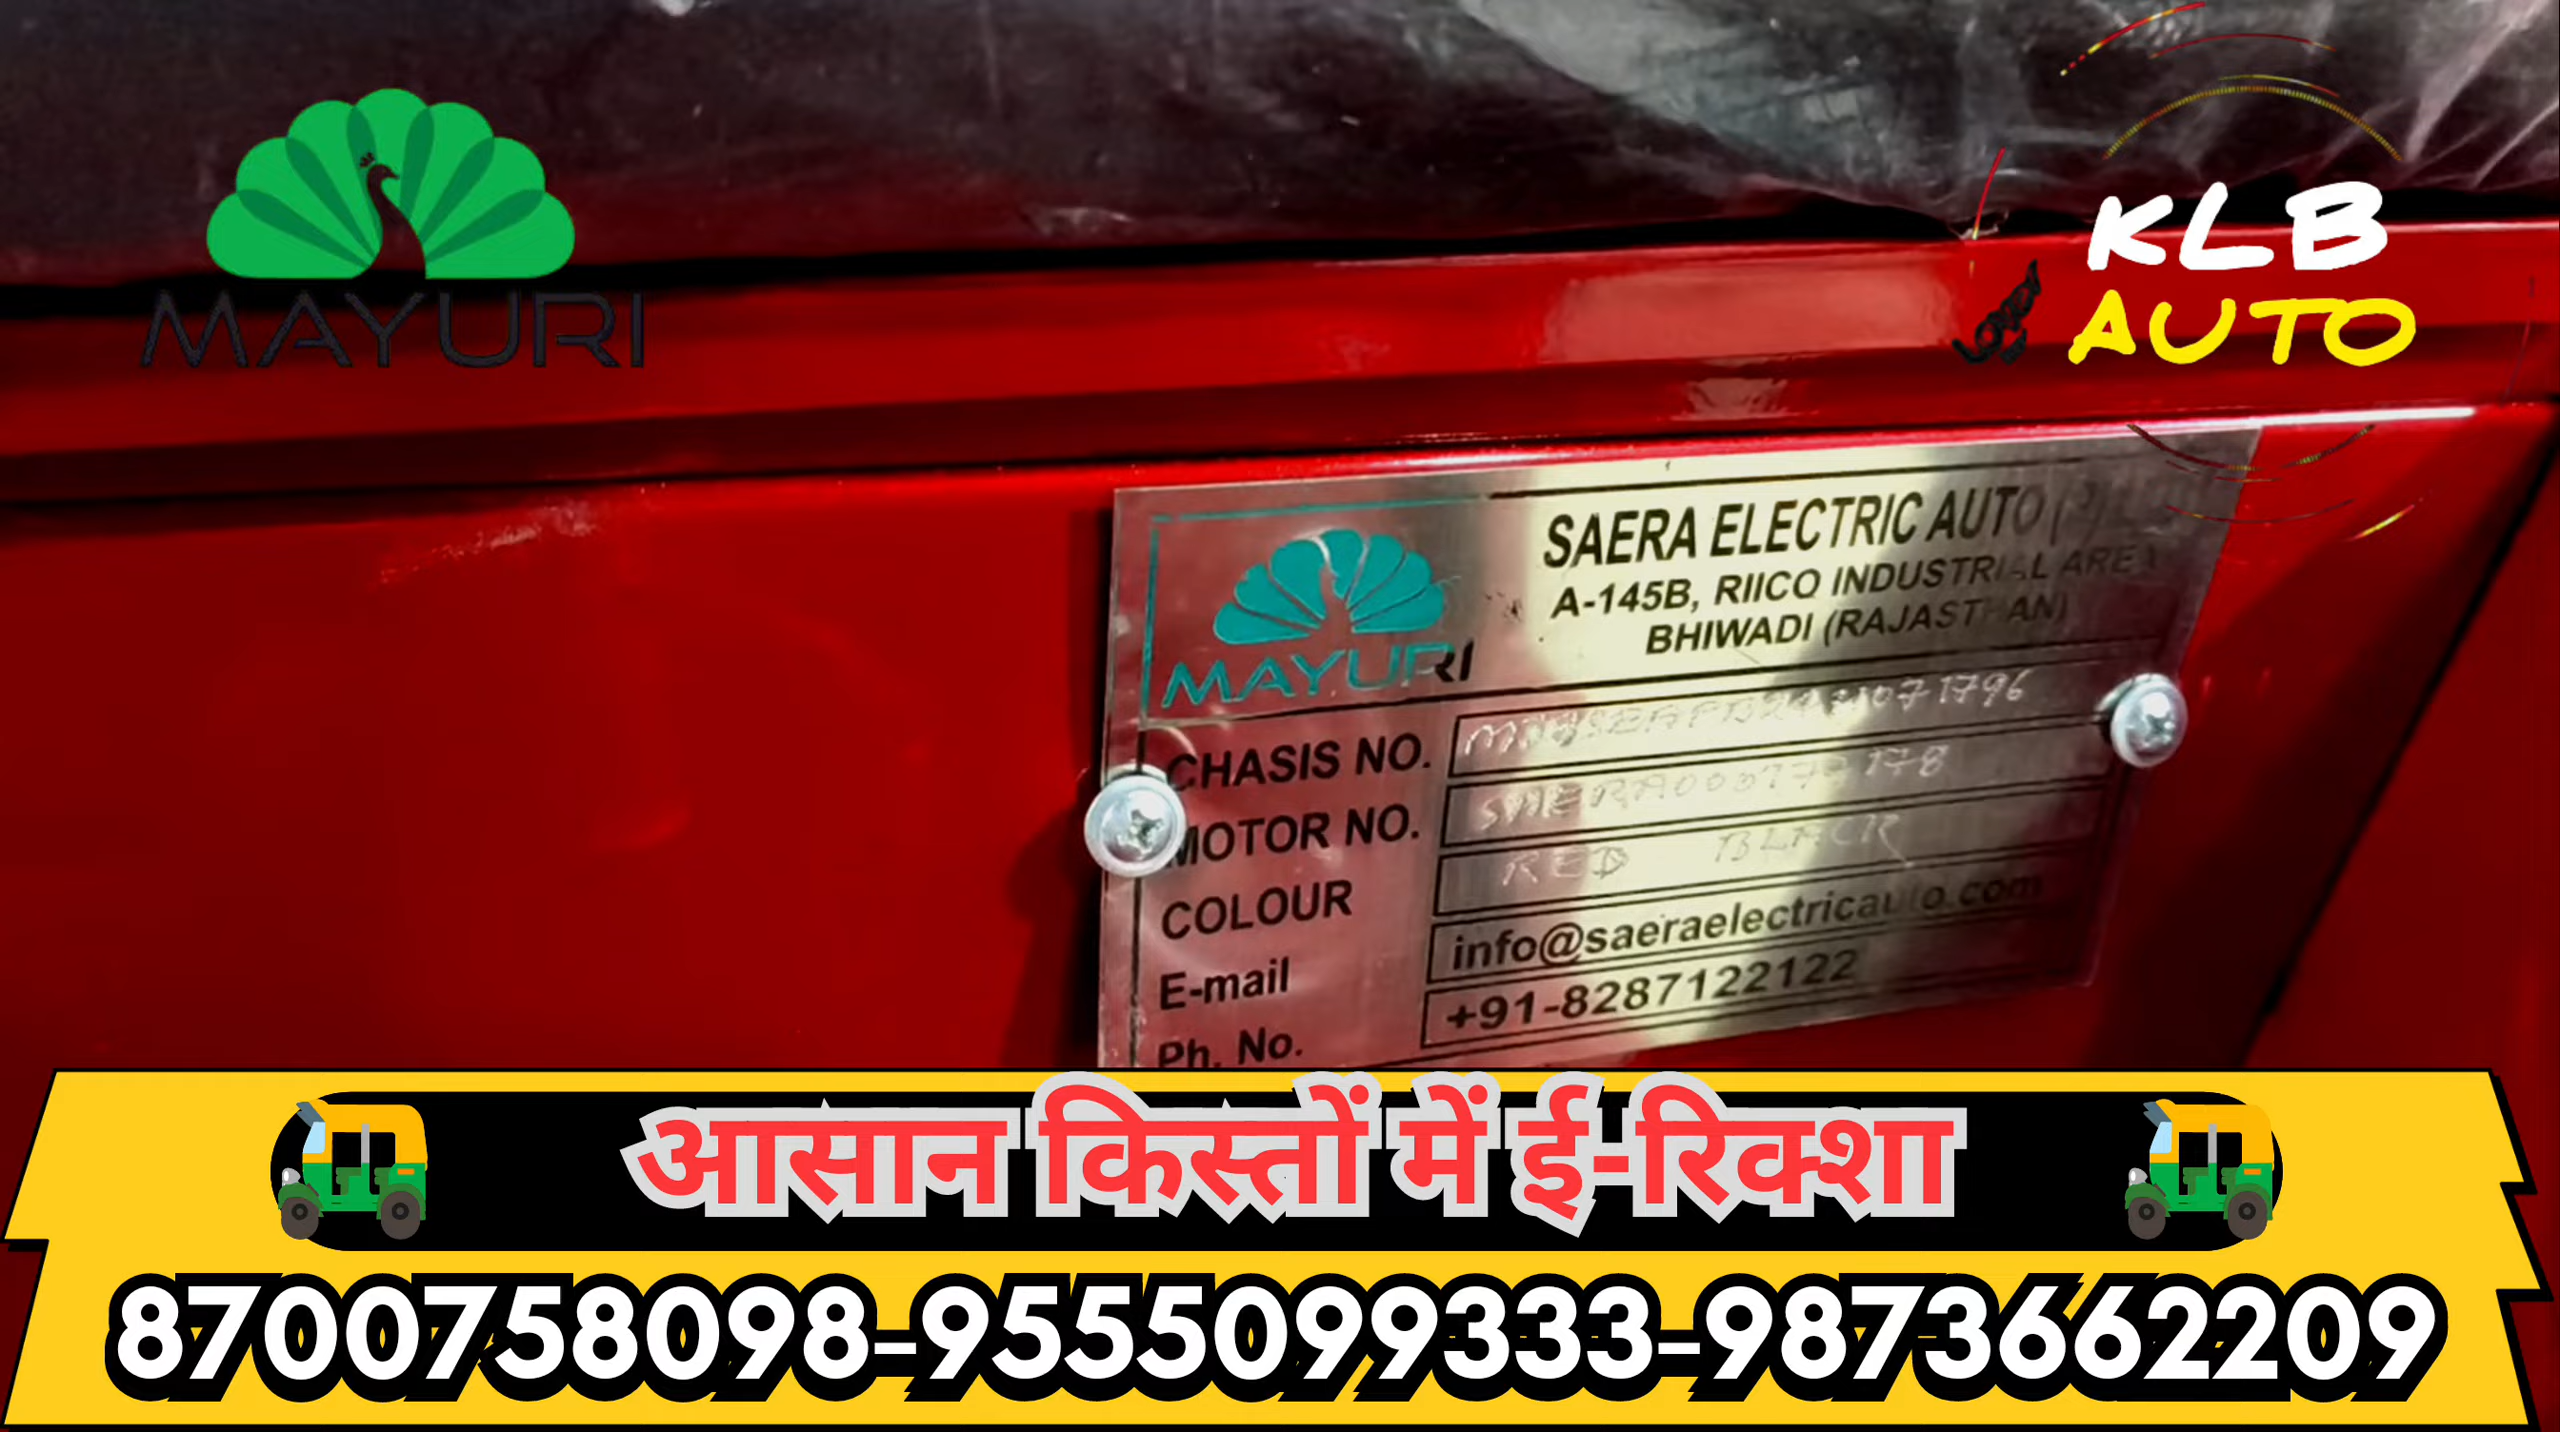 MAYURI
KLB
AUTO
MAYURI
SAERA ELECTRIC AUTO
A-145B, RIICO INDUSTRIAL AREA
BHIWADI (RAJASTHAN)
CHASIS NO.
MOTOR NO.
COLOUR RED BLACK
E-mail info@saeraelectricauto.com
Ph. No. +91-8287122122
आसान किस्तों में ई-रिक्शा
8700758098-9555099333-9873662209